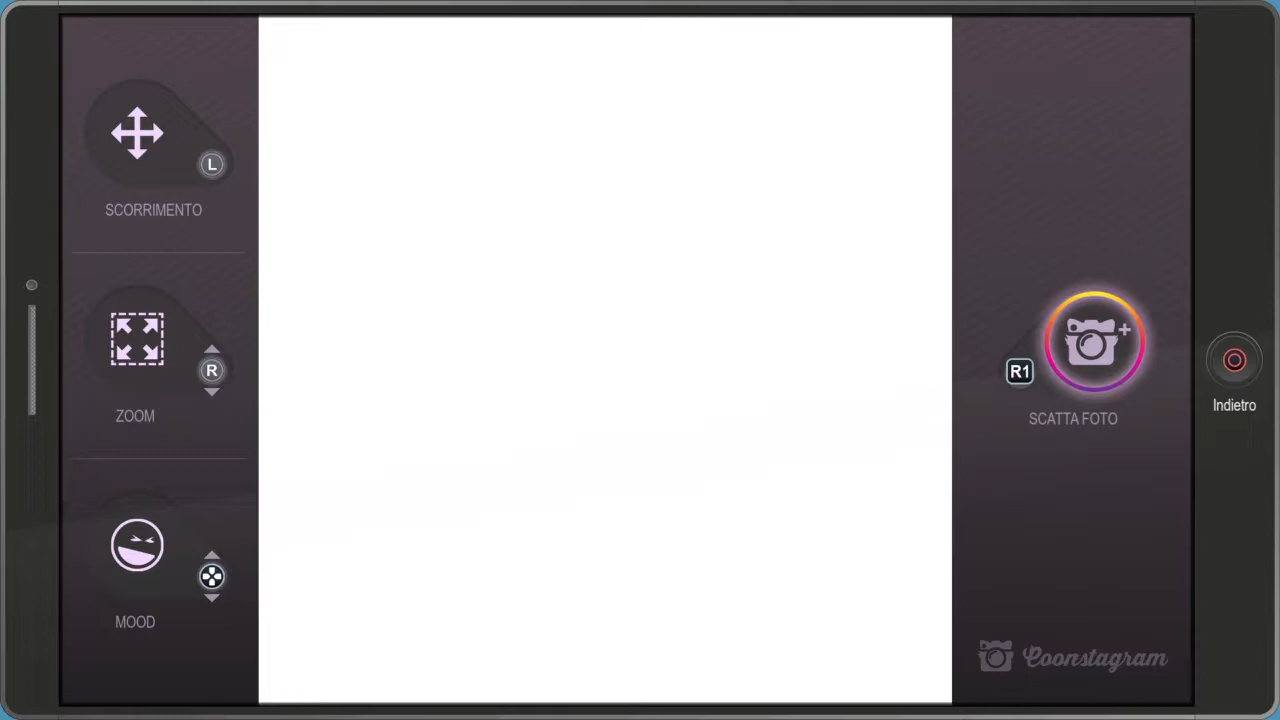 L
SCORRIMENTO
R
ZOOM
MOOD
R1
SCATTA FOTO
Coonstagram
Indietro